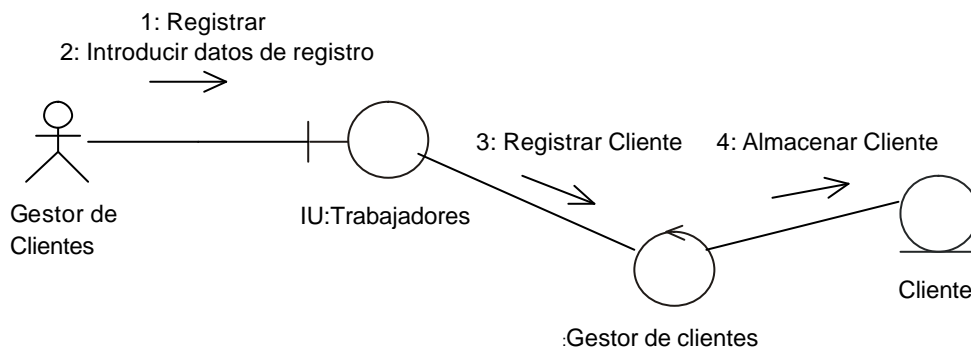 1: Registrar
2: Introducir datos de registro
3: Registrar Cliente
4: Almacenar Cliente
Gestor de
Clientes
IU:Trabajadores
Cliente
:Gestor de clientes